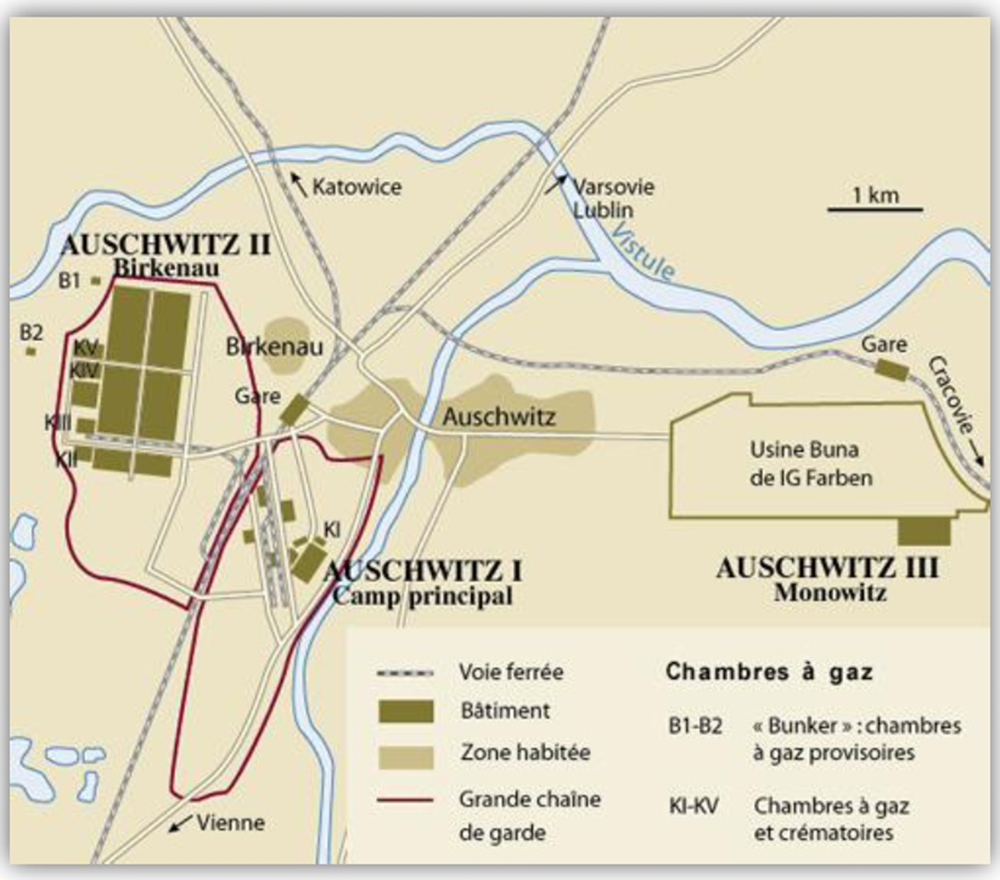 Katowice
Varsovie
Lublin
1 km
Vistule
AUSCHWITZ II
Birkenau
B1
B2
KV
KIV
KIII
KII
Birkenau
Gare
Auschwitz
Gare
Cracovie
Usine Buna
de IG Farben
KI
AUSCHWITZ I
Camp principal
AUSCHWITZ III
Monowitz
Vienne
Voie ferrée
Bâtiment
Zone habitée
Grande chaîne
de garde
Chambres à gaz
B1-B2 « Bunker » : chambres
à gaz provisoires
KI-KV Chambres à gaz
et crématoires